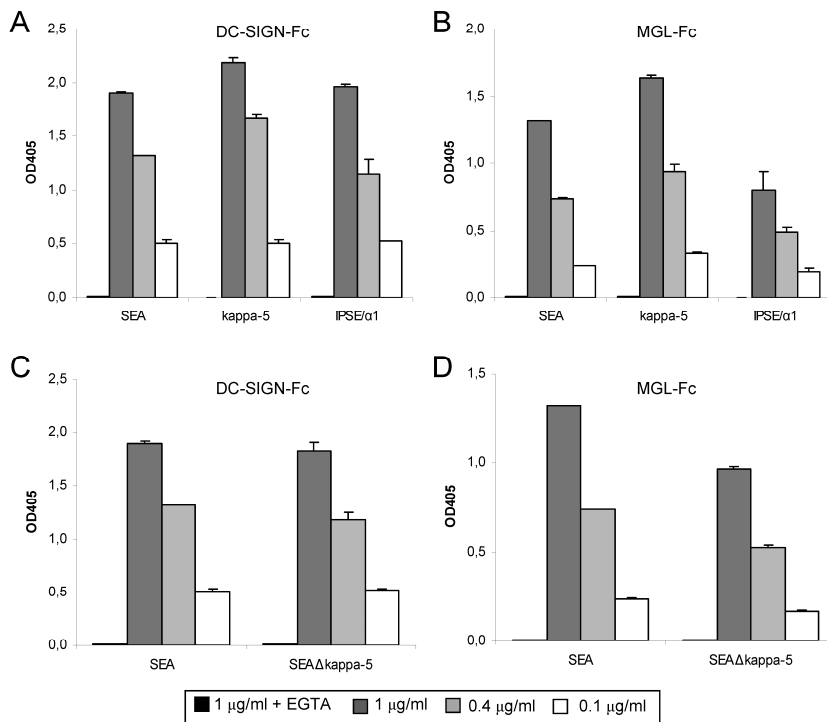 A
DC-SIGN-Fc
2,5
2,0
1,5
1,0
0,5
0,0
OD405
SEA
kappa-5
IPSE/α1
B
MGL-Fc
2,0
1,5
1,0
0,5
0,0
OD405
SEA
kappa-5
IPSE/α1
C
DC-SIGN-Fc
2,5
2,0
1,5
1,0
0,5
0,0
OD405
SEA
SEAΔkappa-5
D
MGL-Fc
1,5
1,0
0,5
0,0
OD405
SEA
SEAΔkappa-5
1 μg/ml + EGTA 1 μg/ml 0.4 μg/ml 0.1 μg/ml